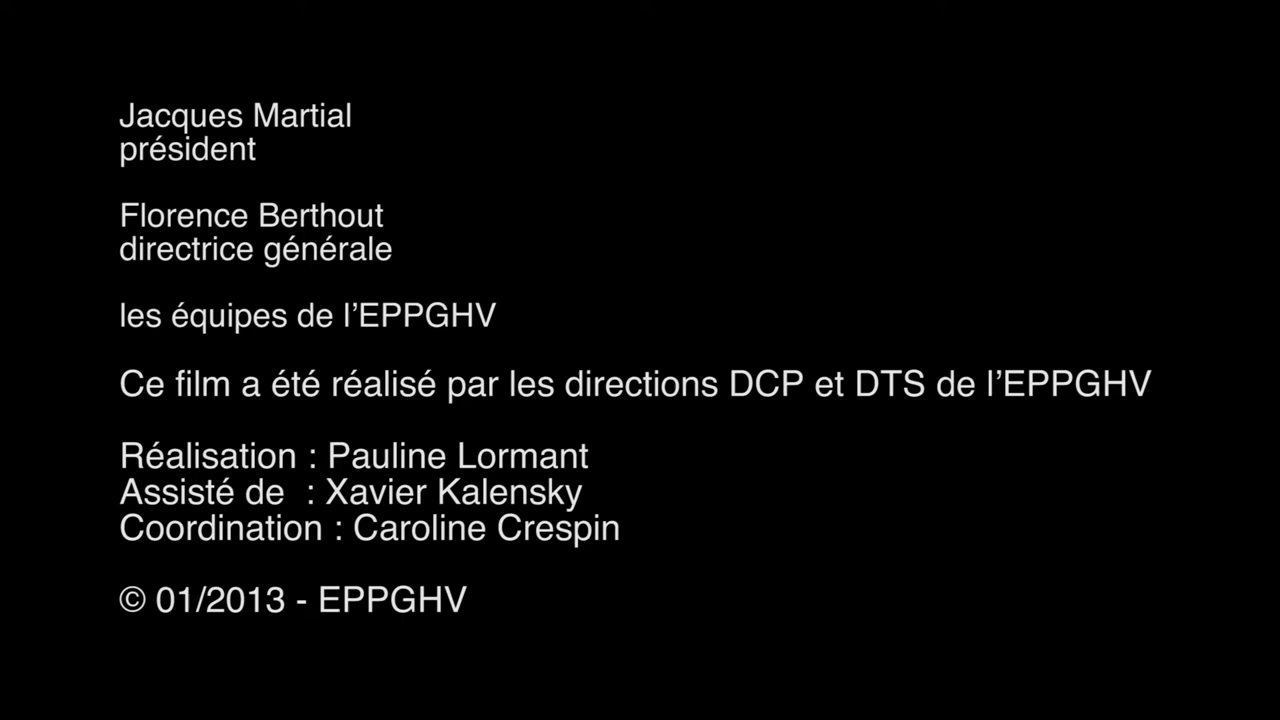 Jacques Martial
président
Florence Berthout
directrice générale
les équipes de l’EPPGHV
Ce film a été réalisé par les directions DCP et DTS de l’EPPGHV
Réalisation : Pauline Lormant
Assisté de  : Xavier Kalensky
Coordination : Caroline Crespin
© 01/2013 - EPPGHV